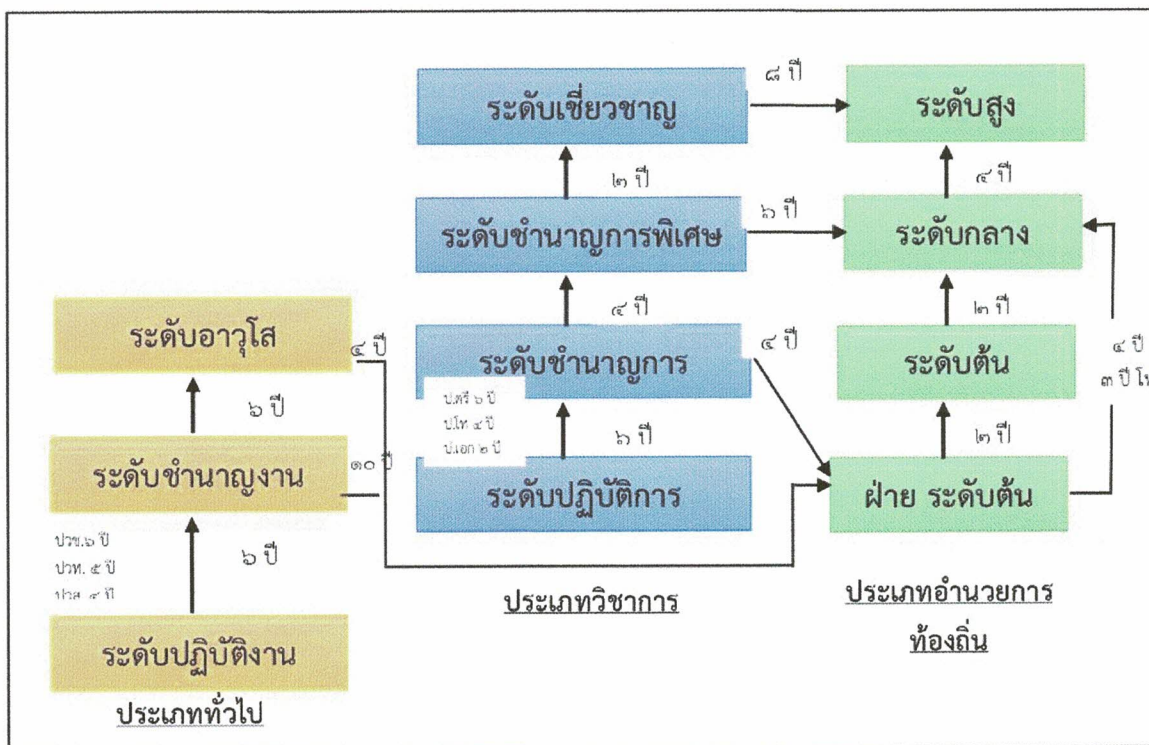 ๘ ปี
ระดับเชี่ยวชาญ
ระดับสูง
๒ ปี
๔ ปี
๖ ปี
ระดับชำนาญการพิเศษ
ระดับกลาง
ระดับอาวุโส
๔ ปี
๔ ปี
๔ ปี
๒ ปี
๔ ปี
๓ ปี
ระดับชำนาญการ
ระดับต้น
ป.ตรี ๖ ปี
ป.โท ๔ ปี
ป.เอก ๒ ปี
๖ ปี
๖ ปี
๒ ปี
ระดับชำนาญงาน
๑๐ ปี
ระดับปฏิบัติการ
ฝ่าย ระดับต้น
ปวช.๖ ปี
ปวท. ๕ ปี
ปวส. ๔ ปี
๖ ปี
ประเภทวิชาการ
ประเภทอำนวยการ
ท้องถิ่น
ระดับปฏิบัติงาน
ประเภททั่วไป